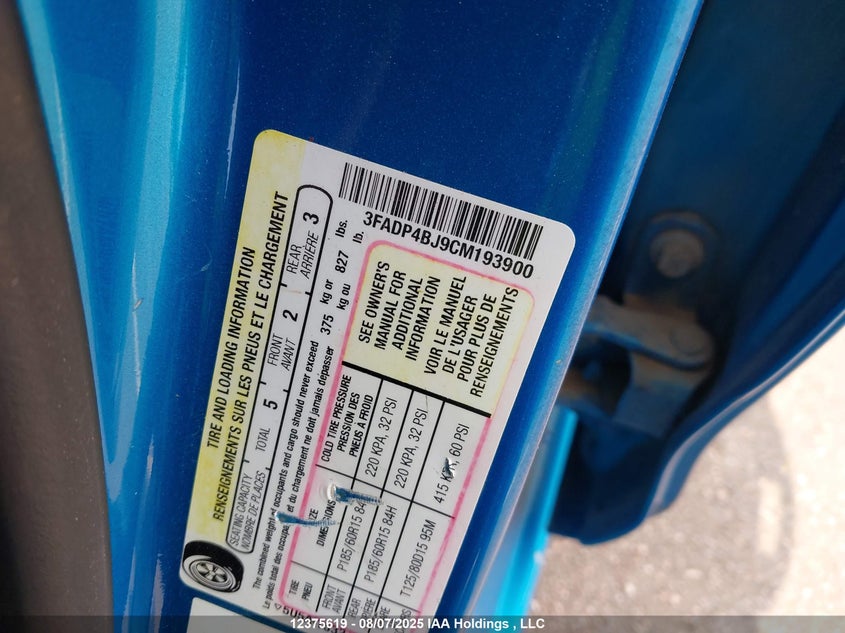 3FADP4BJ9CM193900
TIRE AND LOADING INFORMATION
RENSEIGNEMENTS SUR LES PNEUS ET LE CHARGEMENT
SEATING CAPACITY
NOMBRE DE PLACES
TOTAL 5
FRONT
AVANT 2
REAR
ARRIÈRE 3
The combined weight of occupants and cargo should never exceed 375 kg or 827 lbs.
Le poids total des occupants et du chargement ne doit jamais dépasser 375 kg ou 827 lb.
TIRE
PNEU
SIZE
DIMENSIONS
COLD TIRE PRESSURE
PRESSION DES
PNEUS À FROID
FRONT
AVANT
P185/60R15 84H
220 KPA, 32 PSI
REAR
P185/60R15 84H
220 KPA, 32 PSI
T125/80D15 95M
415 KPA, 60 PSI
SEE OWNER'S
MANUAL FOR
ADDITIONAL
INFORMATION
VOIR LE MANUEL
DE L'USAGER
POUR PLUS DE
RENSEIGNEMENTS
12375619 - 08/07/2025 IAA Holdings , LLC